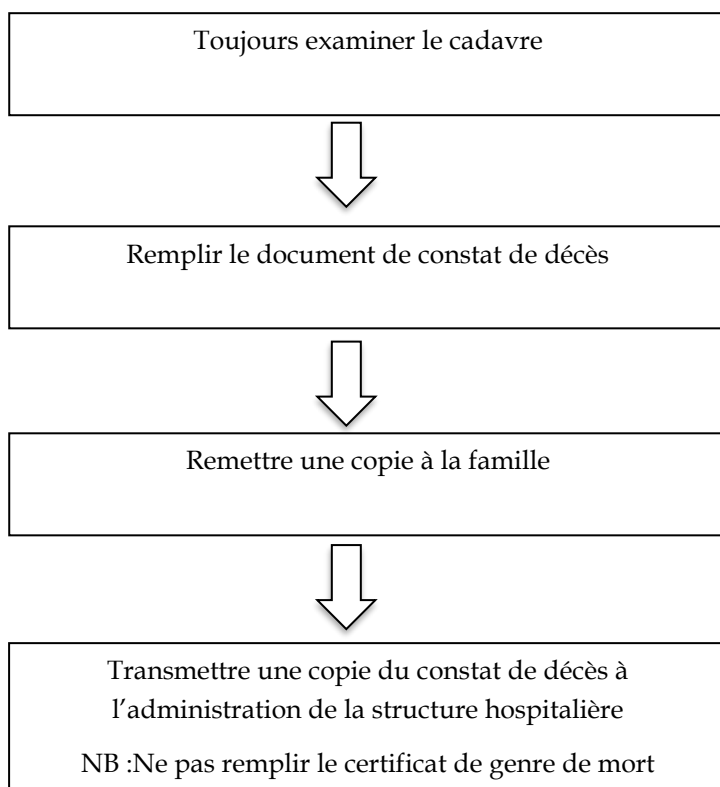 Toujours examiner le cadavre
Remplir le document de constat de décès
Remettre une copie à la famille
Transmettre une copie du constat de décès à
l’administration de la structure hospitalière
NB :Ne pas remplir le certificat de genre de mort